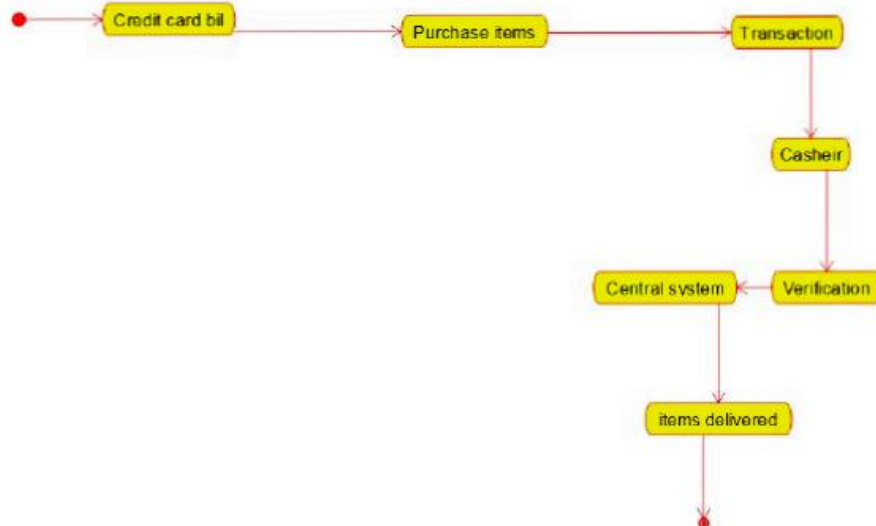 Credit card bil
Purchase items
Transaction
Casheir
Verification
Central system
items delivered